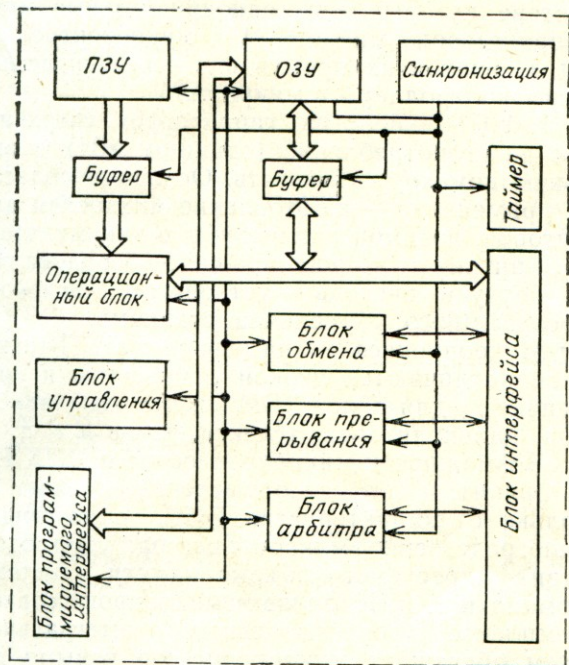 ПЗУ
ОЗУ
Синхронизация
Буфер
Буфер
Таймер
Операцион-
ный блок
Блок
обмена
Блок
управления
Блок пре-
рывания
Блок
арбитра
Блок програм-
мируемого
интерфейса
Блок интерфейса